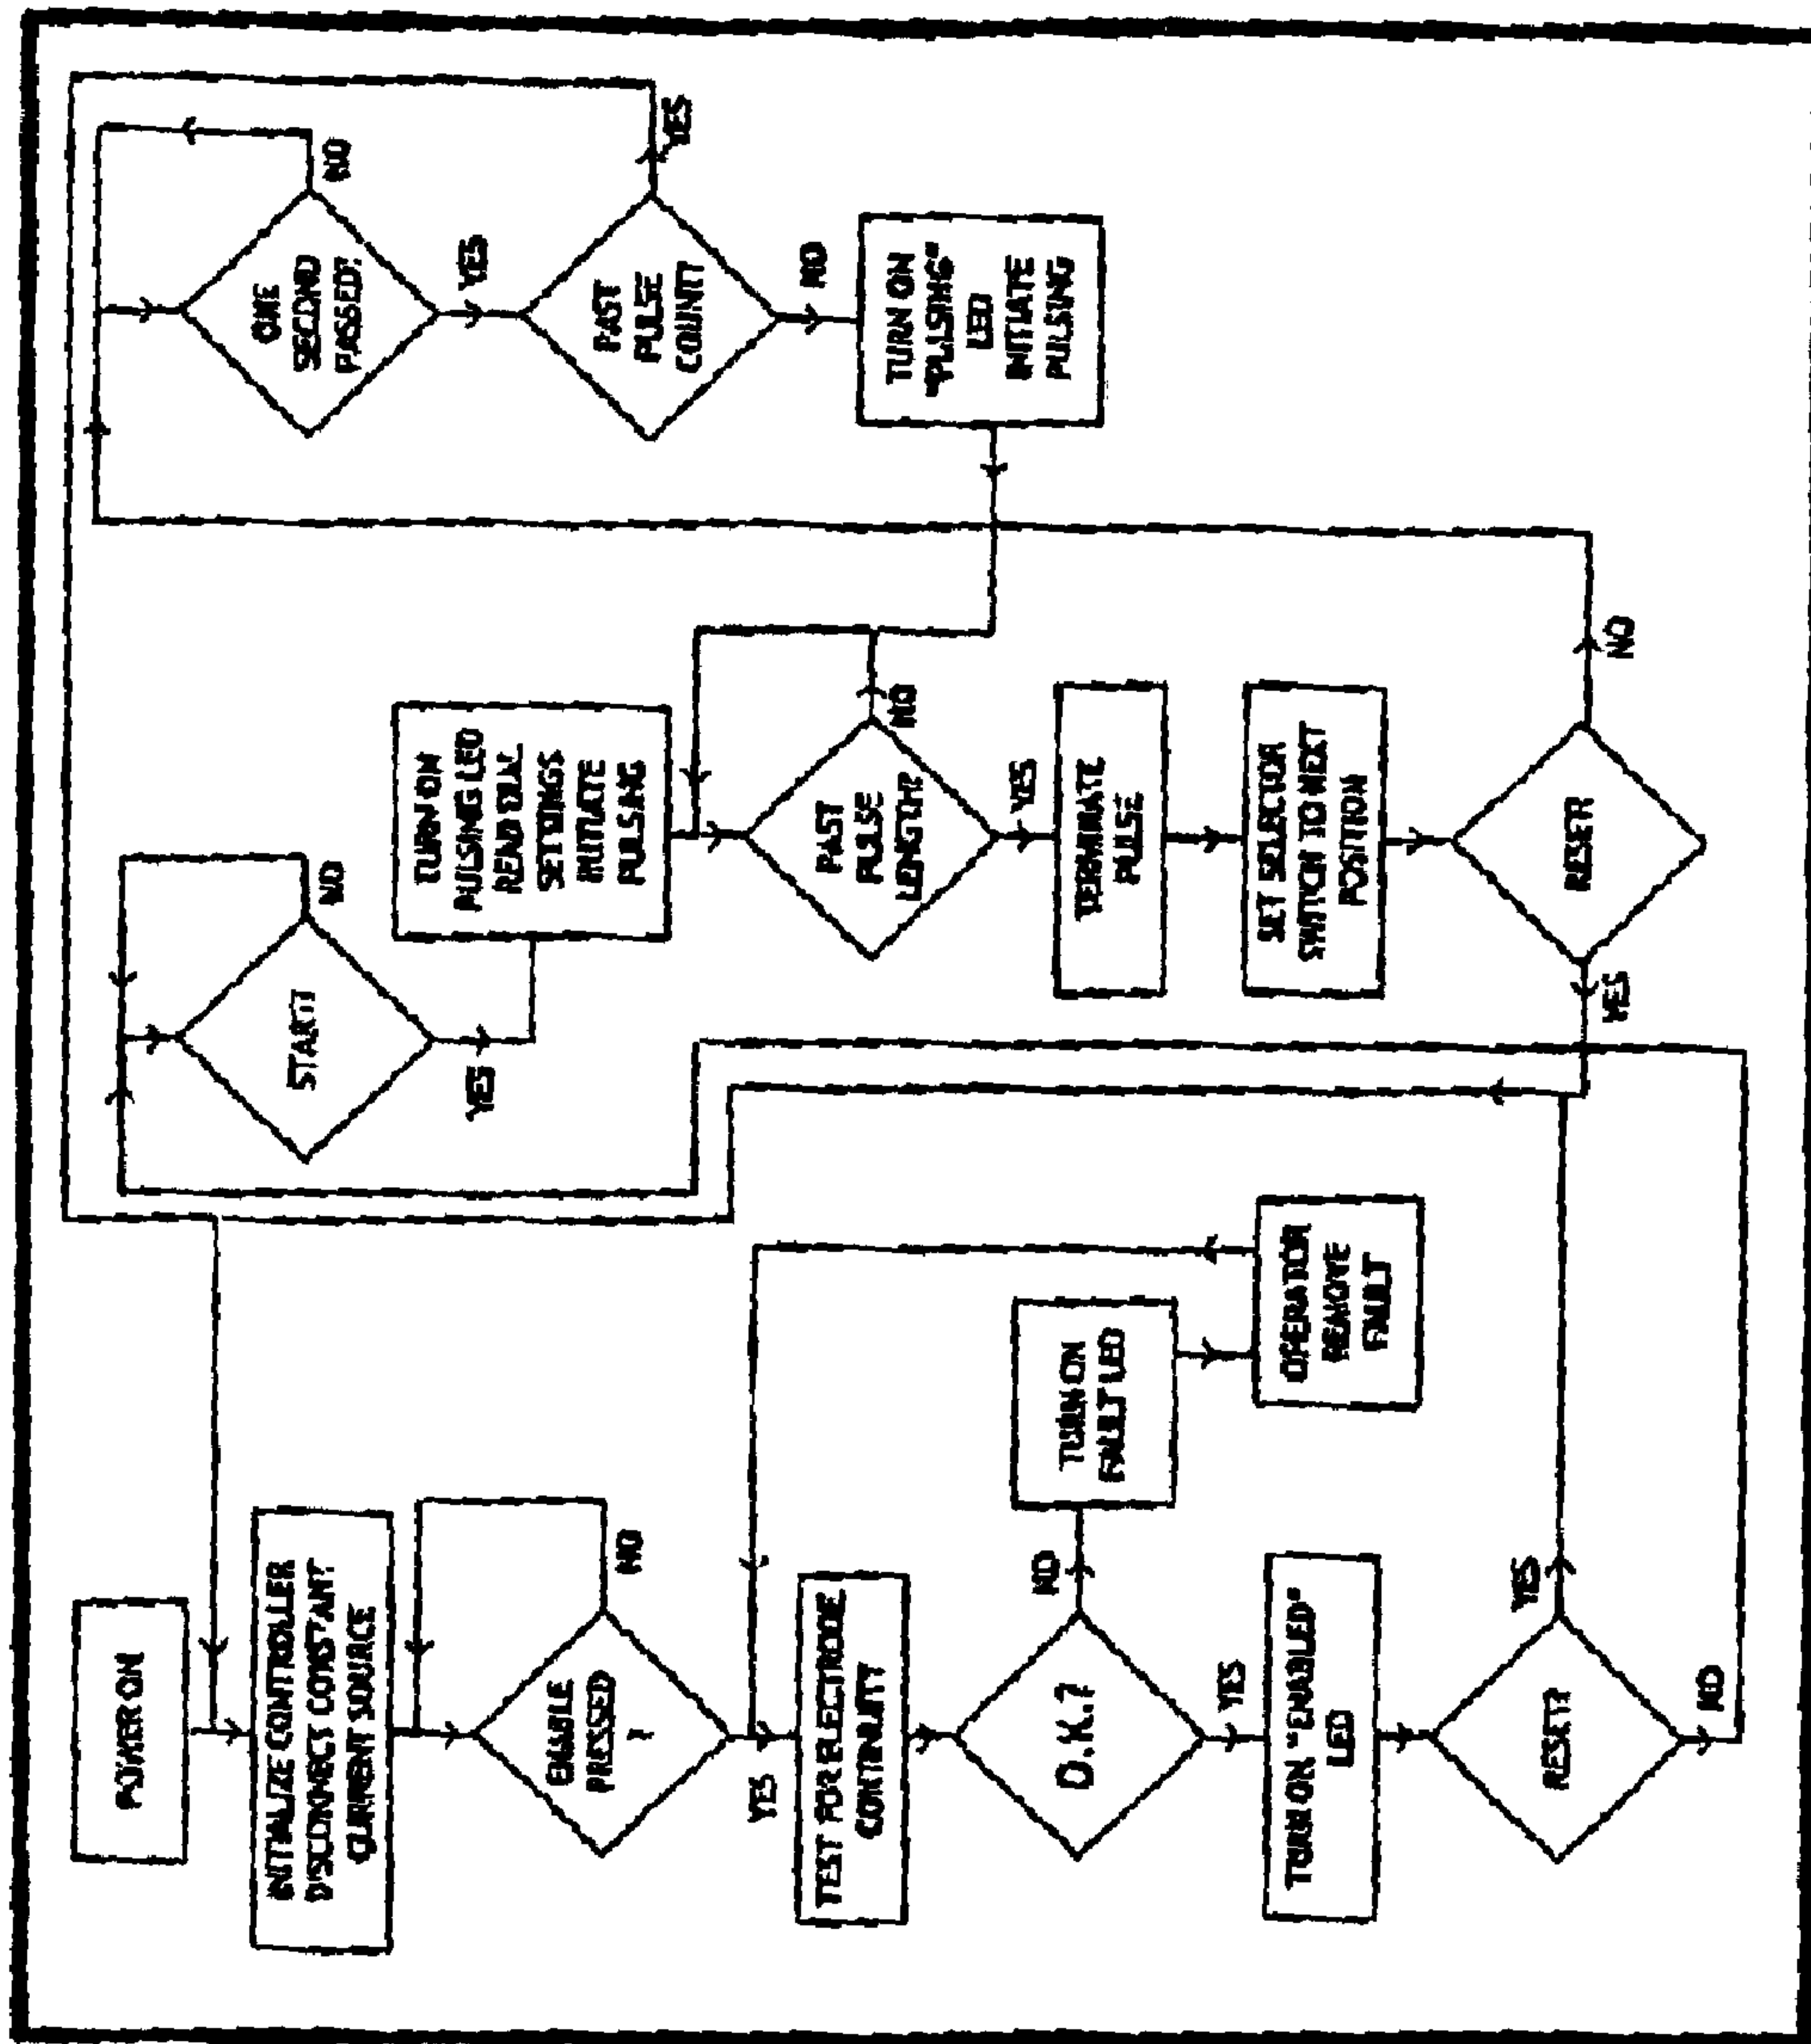 POWER ON
INITIALIZE CONTROLLER
DISCONNECT CONSTANT
CURRENT SOURCE
ENABLE
PRESSED
?
NO
YES
TEST FOR ELECTRODE
CONTINUITY
O.K.?
NO
TURN ON
FAULT LED
OPERATOR
REMOVE
FAULT
YES
TURN ON "ENABLED"
LED
RESET?
YES
NO
START?
NO
YES
TURN ON
PULSING LED
READ DIAL
SETTINGS
INITIATE
PULSING
PAST
PULSE
LENGTH?
NO
YES
TERMINATE
PULSE
SET SELECTOR
SWITCH TO NEXT
POSITION
RESET
YES
NO
ONE
SECOND
PASSED?
NO
YES
PAST
PULSE
COUNT?
YES
NO
TURN ON
"PULSING"
LED
INITIATE
PULSING